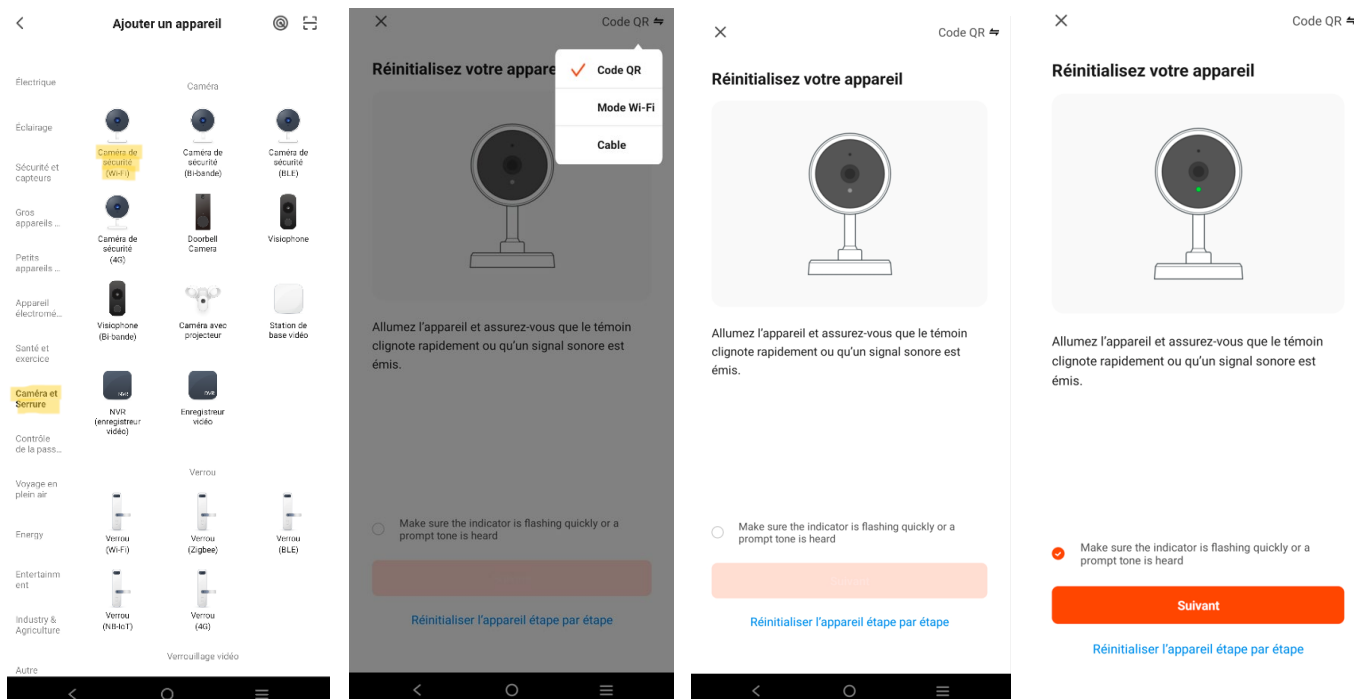 Ajouter un appareil
Électrique
Éclairage
Sécurité et
capteurs
Gros
appareils ...
Petits
appareils ...
Appareil
électromé...
Santé et
exercice
Caméra et
Serrure
Contrôle
de la pass...
Voyage en
plein air
Energy
Entertainm
ent
Industry &
Agriculture
Autre
Caméra
Caméra de
sécurité
(Wi-Fi)
Caméra de
sécurité
(Bi-bande)
Caméra de
sécurité
(BLE)
Caméra de
sécurité
(4G)
Doorbell
Camera
Visiophone
Visiophone
(Bi-bande)
Caméra avec
projecteur
Station de
base vidéo
NVR
NVR
(enregistreur
vidéo)
NVR
Enregistreur
vidéo
Verrou
Verrou
(Wi-Fi)
Verrou
(Zigbee)
Verrou
(BLE)
Verrou
(NB-IoT)
Verrou
(4G)
Verrouillage vidéo
Code QR
Réinitialisez votre appare
Code QR
Mode Wi-Fi
Cable
Allumez l'appareil et assurez-vous que le témoin
clignote rapidement ou qu'un signal sonore est
émis.
Make sure the indicator is flashing quickly or a
prompt tone is heard
Réinitialiser l'appareil étape par étape
Code QR
Réinitialisez votre appareil
Allumez l'appareil et assurez-vous que le témoin
clignote rapidement ou qu'un signal sonore est
émis.
Make sure the indicator is flashing quickly or a
prompt tone is heard
Suivant
Réinitialiser l'appareil étape par étape
Code QR
Réinitialisez votre appareil
Allumez l'appareil et assurez-vous que le témoin
clignote rapidement ou qu'un signal sonore est
émis.
Make sure the indicator is flashing quickly or a
prompt tone is heard
Suivant
Réinitialiser l'appareil étape par étape